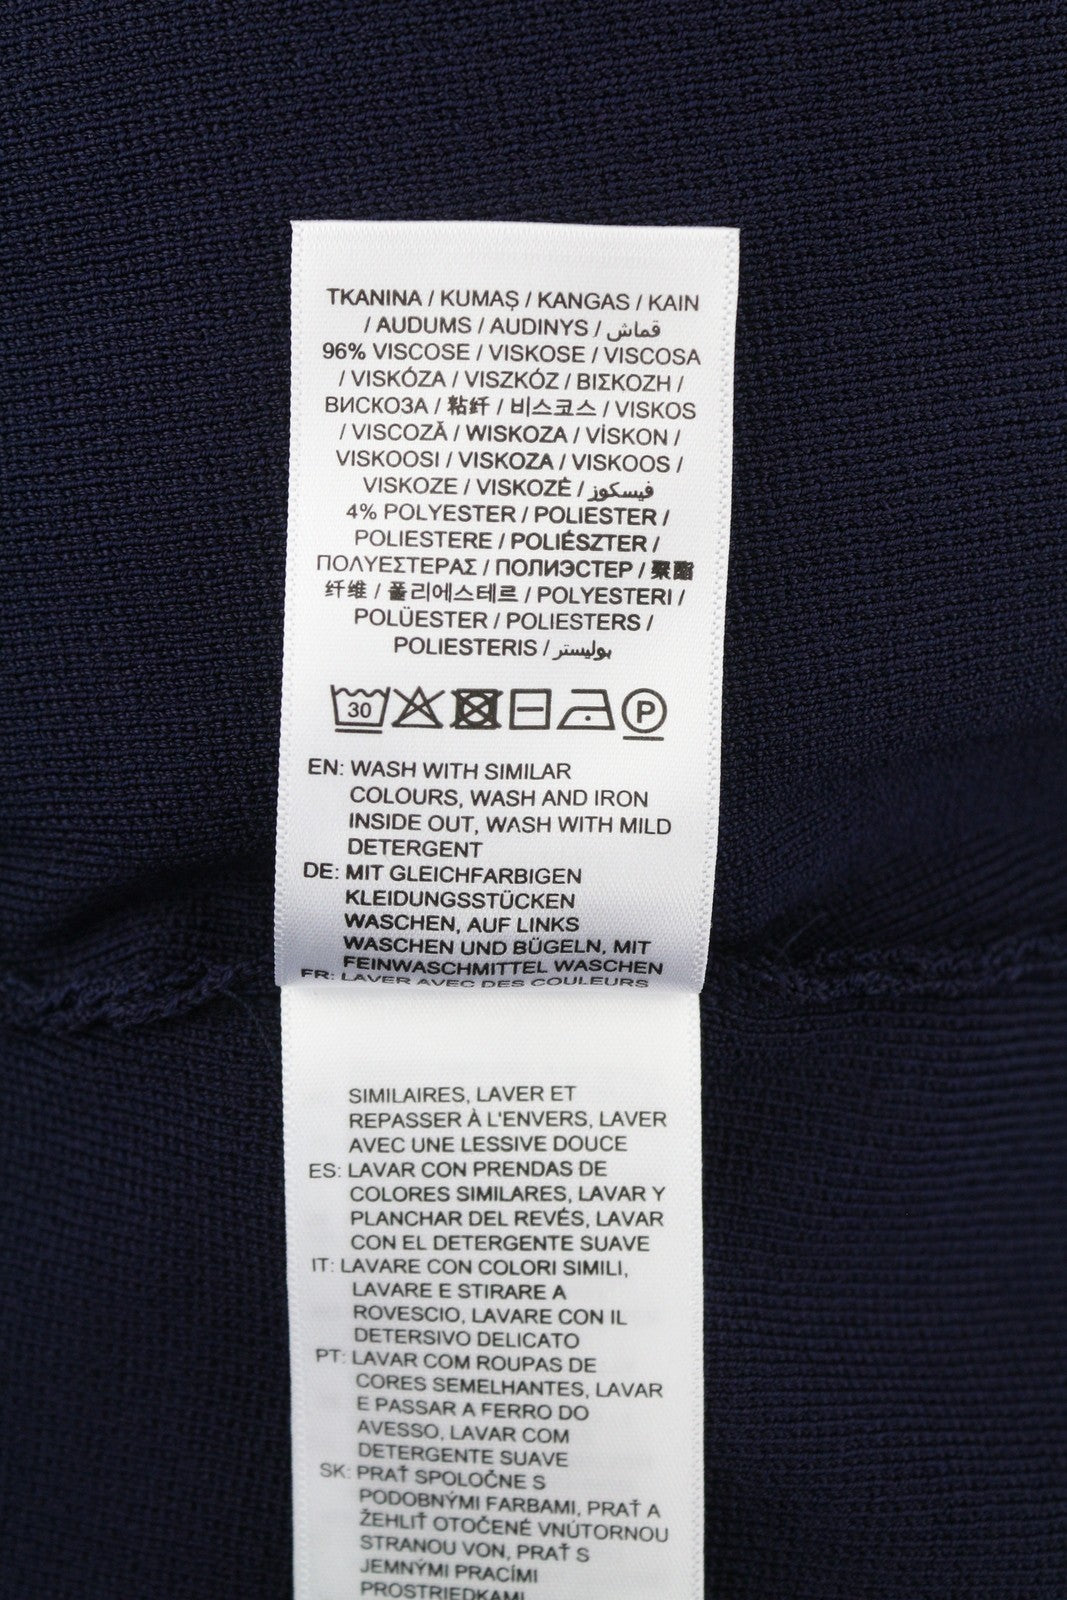 TKANINA / KUMAŞ / KANGAS / KAIN
/ AUDUMS / AUDINYS / قماش
96% VISCOSE / VISKOSE / VISCOSA
/ VISKÓZA / VISZKÓZ / ΒΙΣΚΟΖΗ /
ВИСКОЗА / 粘纤 / 비스코스 / VISKOS
/ VISCOZĂ / WISKOZA / VİSKON /
VISKOOSI / VISKOZA / VISKOOS /
VISKOZE / VISKOZĖ / فيسكوز
4% POLYESTER / POLIESTER /
POLIESTERE / POLIÉSZTER /
ΠΟΛΥΕΣΤΕΡΑΣ / ПОЛИЭСТЕР / 聚酯
纤维 / 폴리에스테르 / POLYESTERI /
POLÜESTER / POLIESTERS /
POLIESTERIS / بوليستر
30 P
EN: WASH WITH SIMILAR
COLOURS, WASH AND IRON
INSIDE OUT, WASH WITH MILD
DETERGENT
DE: MIT GLEICHFARBIGEN
KLEIDUNGSSTÜCKEN
WASCHEN, AUF LINKS
WASCHEN UND BÜGELN, MIT
FEINWASCHMITTEL WASCHEN
FR: LAVER AVEC DES COULEURS
SIMILAIRES, LAVER ET
REPASSER À L'ENVERS, LAVER
AVEC UNE LESSIVE DOUCE
ES: LAVAR CON PRENDAS DE
COLORES SIMILARES, LAVAR Y
PLANCHAR DEL REVÉS, LAVAR
CON EL DETERGENTE SUAVE
IT: LAVARE CON COLORI SIMILI,
LAVARE E STIRARE A
ROVESCIO, LAVARE CON IL
DETERSIVO DELICATO
PT: LAVAR COM ROUPAS DE
CORES SEMELHANTES, LAVAR
E PASSAR A FERRO DO
AVESSO, LAVAR COM
DETERGENTE SUAVE
SK: PRAŤ SPOLOČNE S
PODOBNÝMI FARBAMI, PRAŤ A
ŽEHLIŤ OTOČENÉ VNÚTORNOU
STRANOU VON, PRAŤ S
JEMNÝMI PRACÍMI
PROSTRIEDKAMI